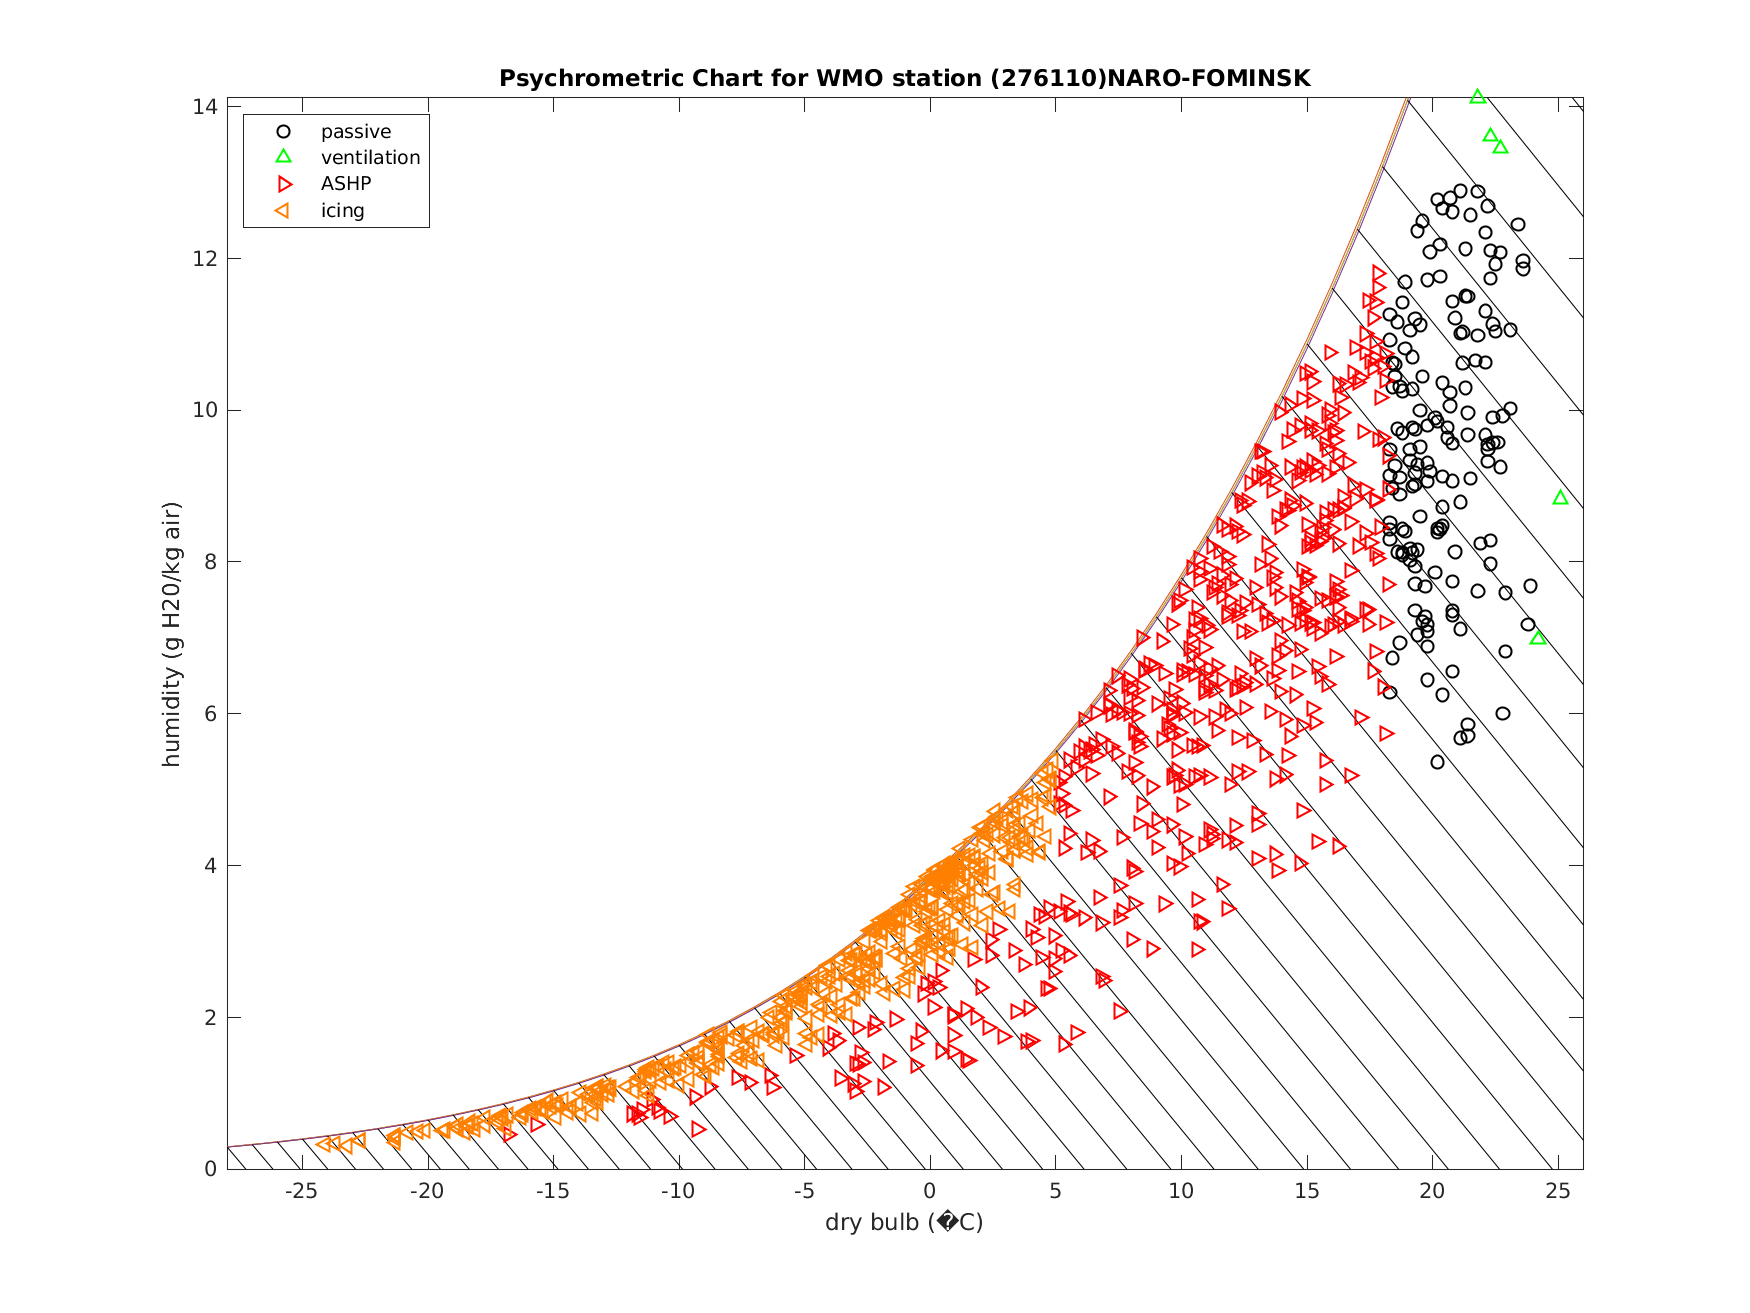 Psychrometric Chart for WMO station (276110)NARO-FOMINSK
passive
ventilation
ASHP
icing
14
12
10
8
6
4
2
0
humidity (g H20/kg air)
-25 -20 -15 -10 -5 0 5 10 15 20 25
dry bulb (�C)